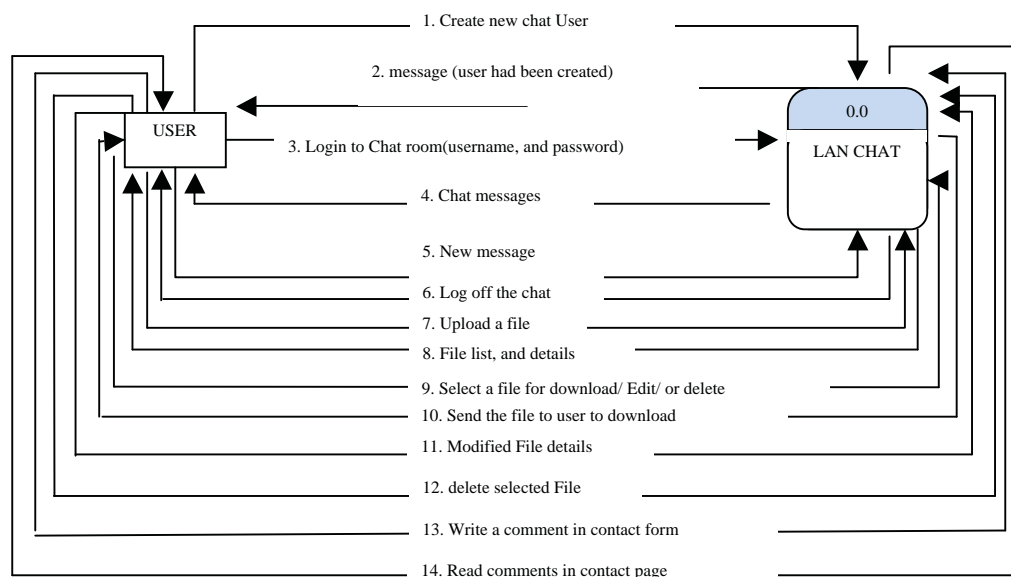 1. Create new chat User
2. message (user had been created)
0.0
USER
3. Login to Chat room(username, and password)
LAN CHAT
4. Chat messages
5. New message
6. Log off the chat
7. Upload a file
8. File list, and details
9. Select a file for download/ Edit/ or delete
10. Send the file to user to download
11. Modified File details
12. delete selected File
13. Write a comment in contact form
14. Read comments in contact page